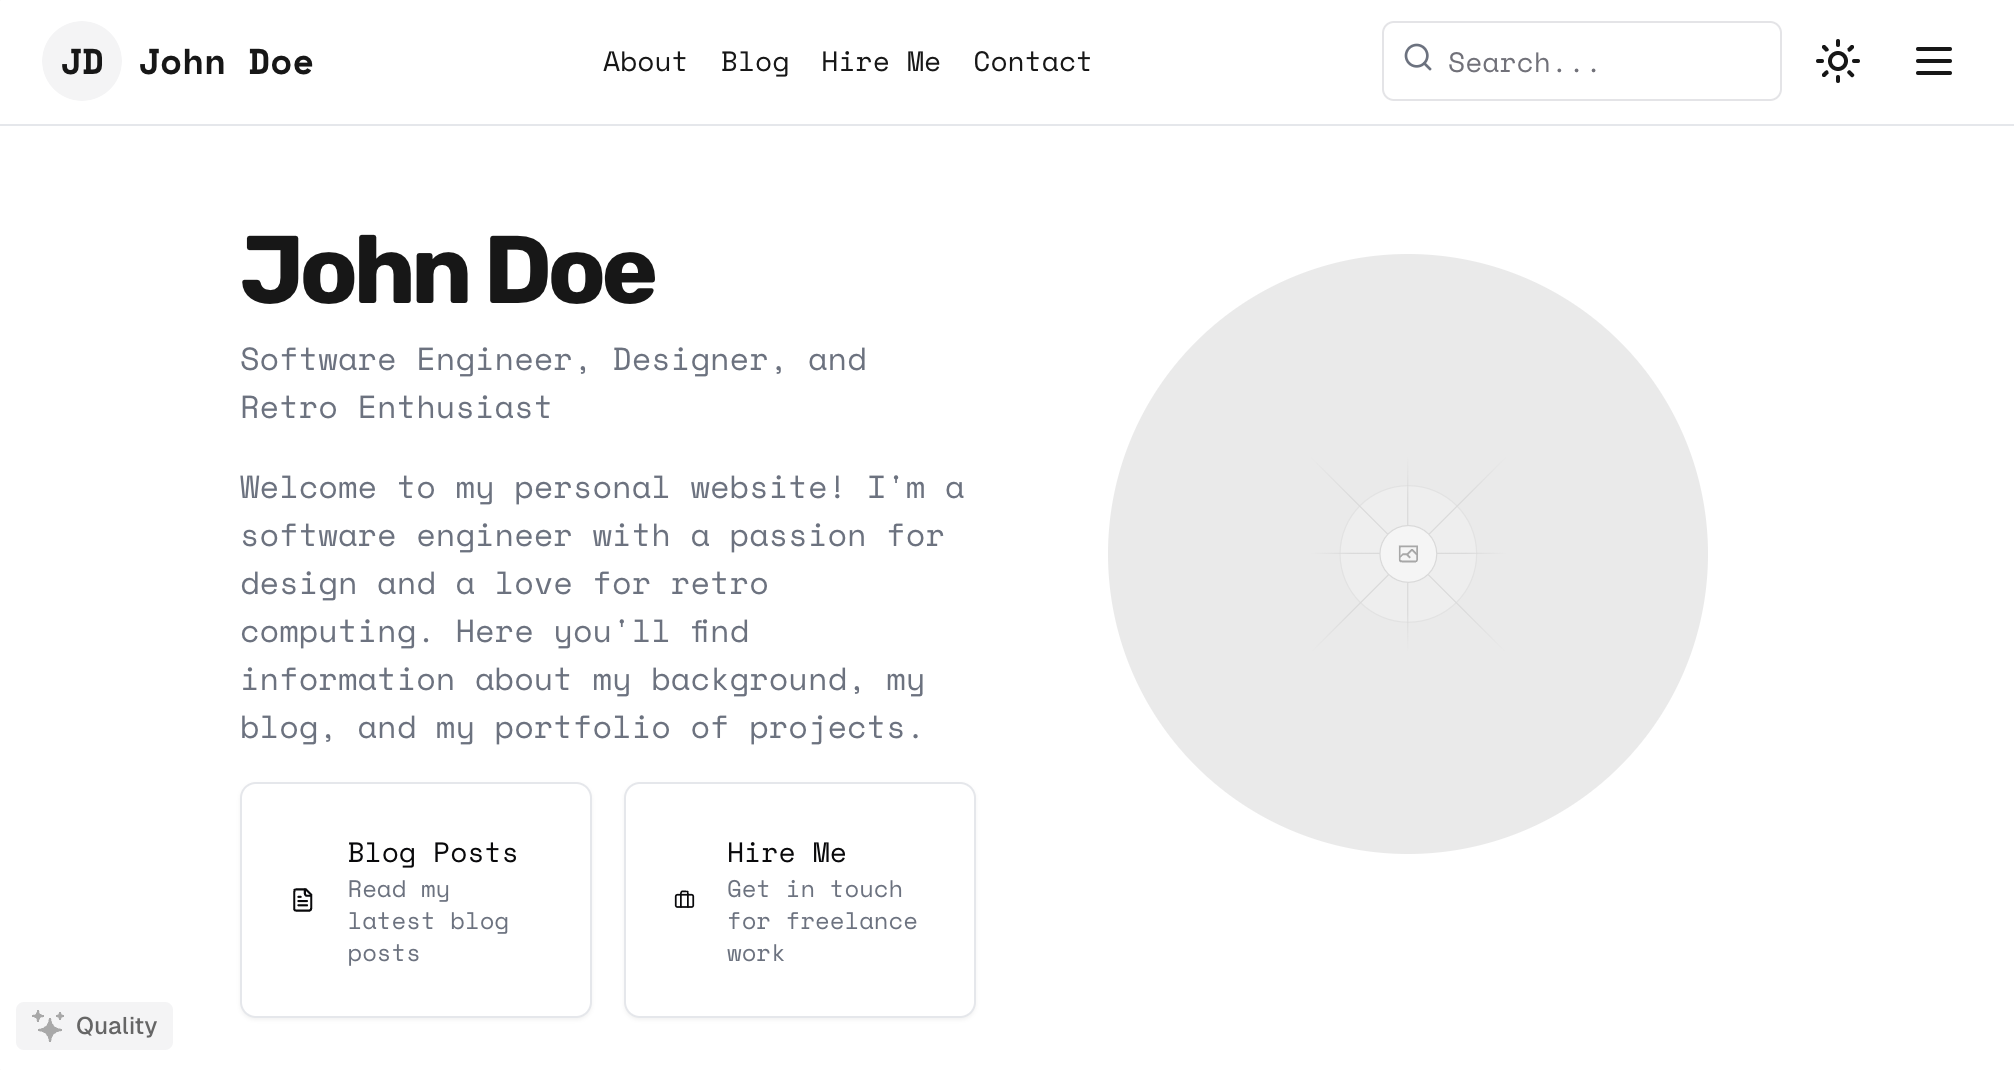 JD John Doe About Blog Hire Me Contact Search...
John Doe
Software Engineer, Designer, and
Retro Enthusiast
Welcome to my personal website! I'm a
software engineer with a passion for
design and a love for retro
computing. Here you'll find
information about my background, my
blog, and my portfolio of projects.
Blog Posts
Read my
latest blog
posts
Hire Me
Get in touch
for freelance
work
Quality